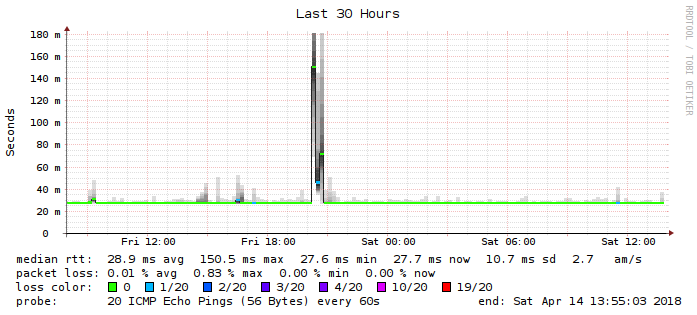 Last 30 Hours
RRDTOOL / TOBI OETIKER
Seconds
180 m
160 m
140 m
120 m
100 m
80 m
60 m
40 m
20 m
0
Fri 12:00 Fri 18:00 Sat 00:00 Sat 06:00 Sat 12:00
median rtt: 28.9 ms avg 150.5 ms max 27.6 ms min 27.7 ms now 10.7 ms sd 2.7 am/s
packet loss: 0.01 % avg 0.83 % max 0.00 % min 0.00 % now
loss color: 0 1/20 2/20 3/20 4/20 10/20 19/20
probe: 20 ICMP Echo Pings (56 Bytes) every 60s end: Sat Apr 14 13:55:03 2018